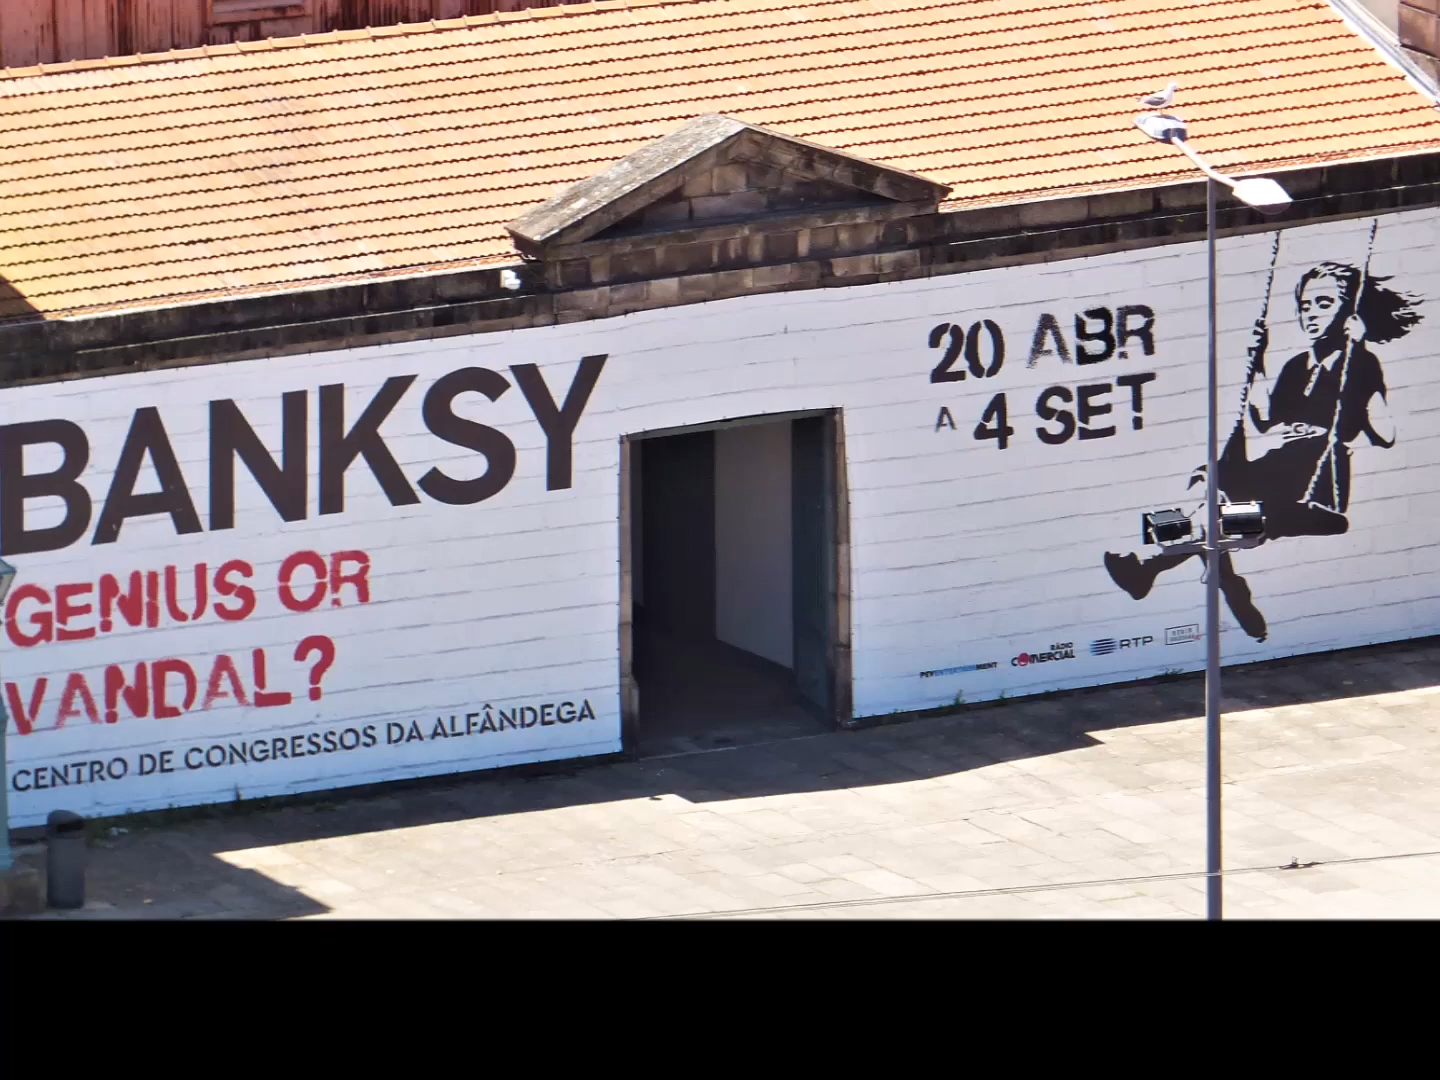 BANKSY
GENIUS OR
VANDAL?
CENTRO DE CONGRESSOS DA ALFÂNDEGA
20 ABR
A 4 SET
RÁDIO
COMERCIAL
RTP